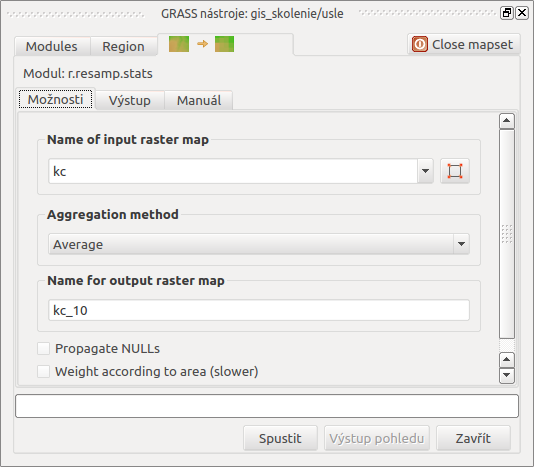 GRASS nástroje: gis_skolenie/usle
Modules Region Close mapset
Modul: r.resamp.stats
Možnosti Výstup Manuál
Name of input raster map
kc
Aggregation method
Average
Name for output raster map
kc_10
Propagate NULLs
Weight according to area (slower)
Spustit Výstup pohledu Zavřít